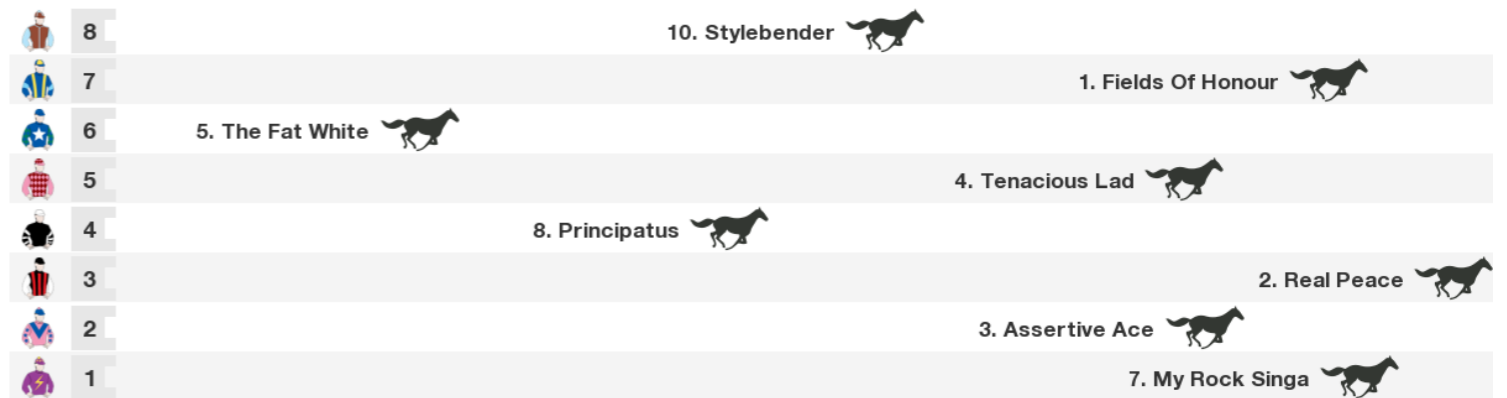 8 10. Stylebender
7 1. Fields Of Honour
6 5. The Fat White
5 4. Tenacious Lad
4 8. Principatus
3 2. Real Peace
2 3. Assertive Ace
1 7. My Rock Singa